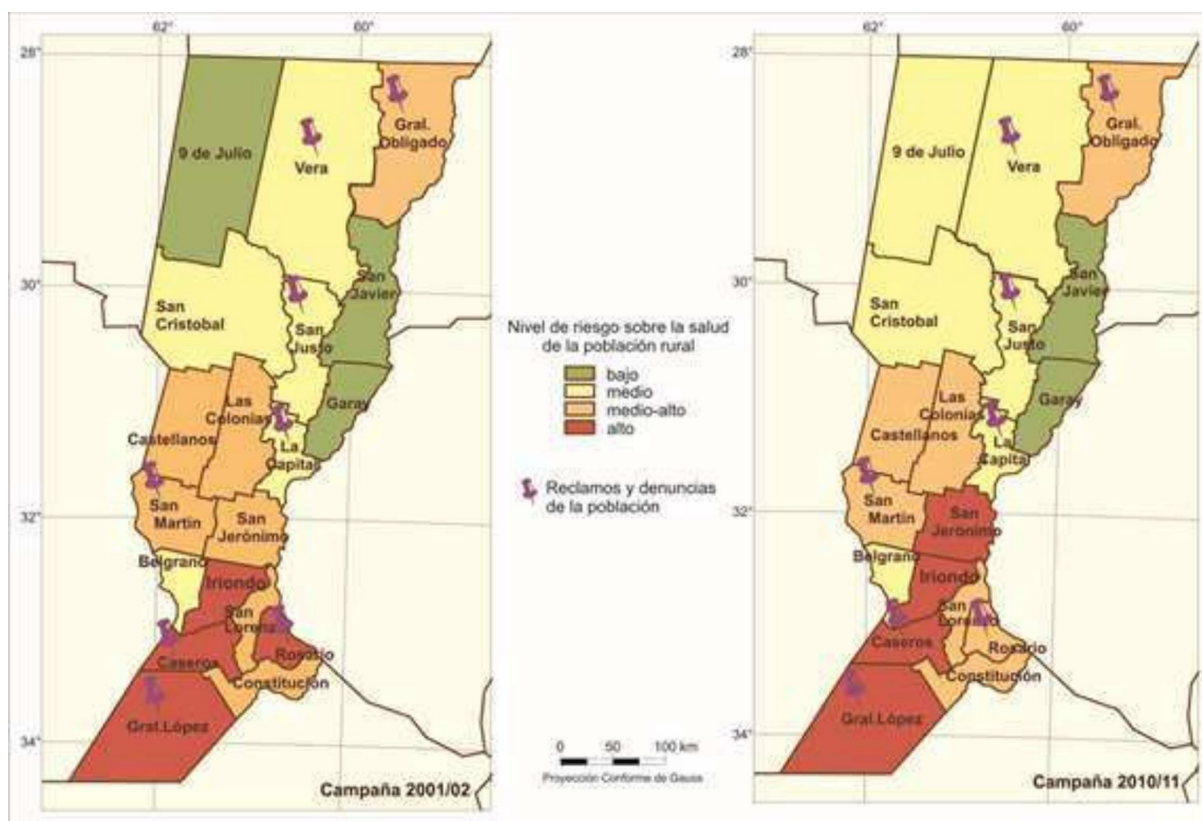 62°
60°
28°
Gral.
Obligado
9 de Julio
Vera
30°
San
Javier
San
Cristobal
San
Justo
Las
Colonias
Garay
Castellanos
La
Capital
32°
San
Martin
San
Jerónimo
Belgrano
Iriondo
San
Lorenzo
Caseros
Rosario
Constitución
Gral.López
34°
Campaña 2001/02
Nivel de riesgo sobre la salud
de la población rural
bajo
medio
medio-alto
alto
Reclamos y denuncias
de la población
0 50 100 km
Proyección Conforme de Gauss
62°
60°
28°
Gral.
Obligado
9 de Julio
Vera
30°
San
Javier
San
Cristobal
San
Justo
Las
Colonias
Garay
Castellanos
La
Capital
32°
San
Martin
San
Jeronimo
Belgrano
Iriondo
San
Lorenzo
Caseros
Rosario
Constitución
Gral.López
34°
Campaña 2010/11